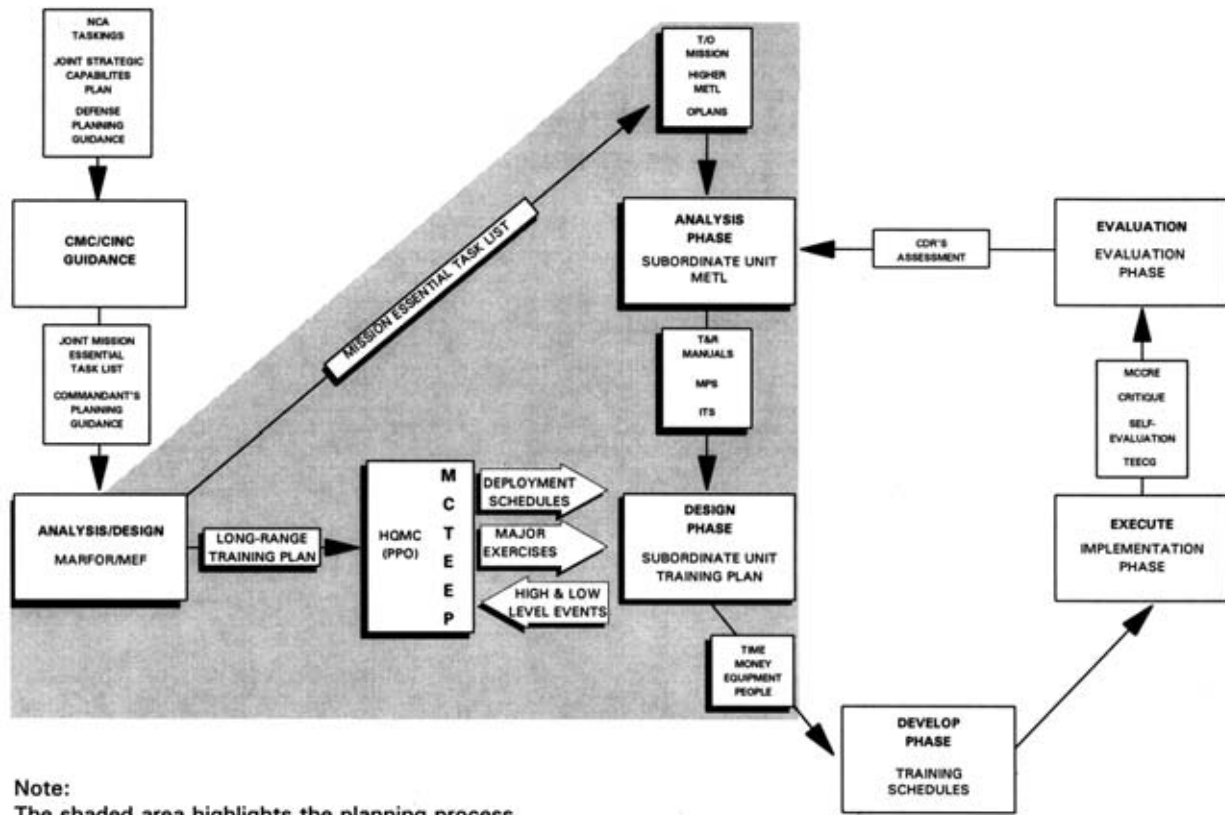 NCA
TASKINGS
JOINT STRATEGIC
CAPABILITES
PLAN
DEFENSE
PLANNING
GUIDANCE
CMC/CINC
GUIDANCE
JOINT MISSION
ESSENTIAL
TASK LIST
COMMANDANT'S
PLANNING
GUIDANCE
ANALYSIS/DESIGN
MARFOR/MEF
MISSION ESSENTIAL TASK LIST
LONG-RANGE
TRAINING PLAN
HQMC
(PPO)
MCTEEP
DEPLOYMENT
SCHEDULES
MAJOR
EXERCISES
HIGH & LOW
LEVEL EVENTS
T/O
MISSION
HIGHER
METL
OPLANS
ANALYSIS
PHASE
SUBORDINATE UNIT
METL
T&R
MANUALS
MPS
ITS
DESIGN
PHASE
SUBORDINATE UNIT
TRAINING PLAN
TIME
MONEY
EQUIPMENT
PEOPLE
DEVELOP
PHASE
TRAINING
SCHEDULES
EXECUTE
IMPLEMENTATION
PHASE
MCCRE
CRITIQUE
SELF-
EVALUATION
TEECG
EVALUATION
EVALUATION
PHASE
CDR'S
ASSESSMENT
Note:
The shaded area highlights the planning process